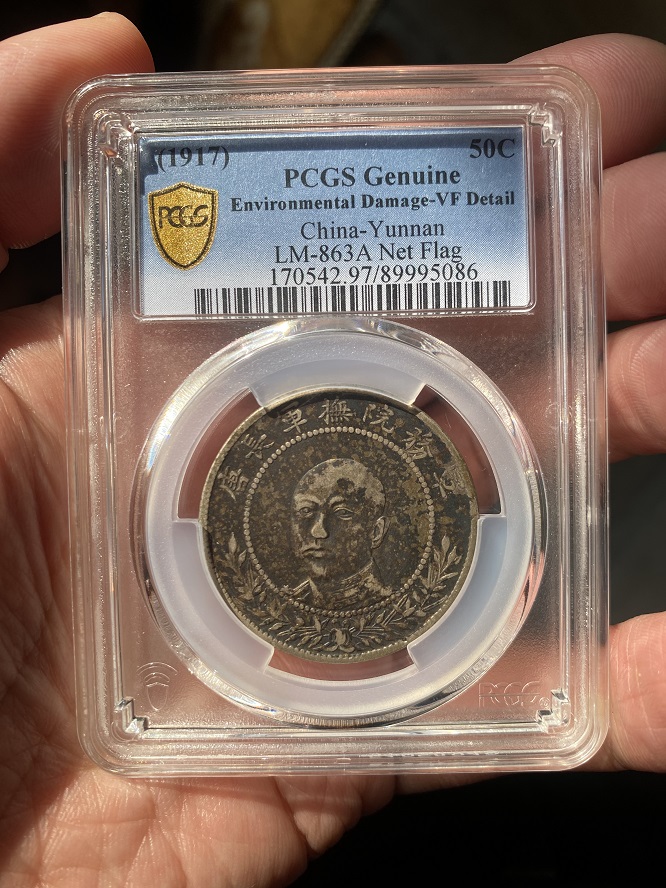 (1917) 50C
PCGS Genuine
Environmental Damage-VF Detail
China-Yunnan
LM-863A Net Flag
170542.97/89995086
PCGS
軍務院撫軍長唐
PCGS